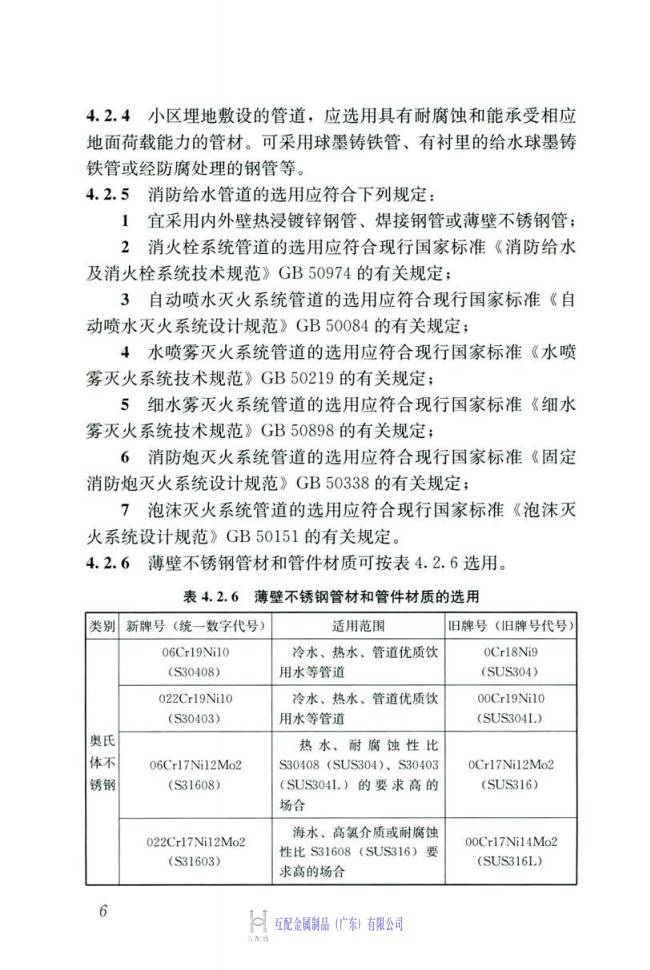 4.2.4 小区埋地敷设的管道，应选用具有耐腐蚀和能承受相应
地面荷载能力的管材。可采用球墨铸铁管、有衬里的给水球墨铸
铁管或经防腐处理的钢管等。
4.2.5 消防给水管道的选用应符合下列规定：
1 宜采用内外壁热浸镀锌钢管、焊接钢管或薄壁不锈钢管；
2 消火栓系统管道的选用应符合现行国家标准《消防给水
及消火栓系统技术规范》GB 50974 的有关规定；
3 自动喷水灭火系统管道的选用应符合现行国家标准《自
动喷水灭火系统设计规范》GB 50084 的有关规定；
4 水喷雾灭火系统管道的选用应符合现行国家标准《水喷
雾灭火系统技术规范》GB 50219 的有关规定；
5 细水雾灭火系统管道的选用应符合现行国家标准《细水
雾灭火系统技术规范》GB 50898 的有关规定；
6 消防炮灭火系统管道的选用应符合现行国家标准《固定
消防炮灭火系统设计规范》GB 50338 的有关规定；
7 泡沫灭火系统管道的选用应符合现行国家标准《泡沫灭
火系统设计规范》GB 50151 的有关规定。
4.2.6 薄壁不锈钢管材和管件材质可按表 4.2.6 选用。
表 4.2.6 薄壁不锈钢管材和管件材质的选用
类别 新牌号（统一数字代号） 适用范围 旧牌号（旧牌号代号）
奥氏
体不
锈钢
06Cr19Ni10
(S30408)
冷水、热水、管道优质饮
用水等管道
0Cr18Ni9
(SUS304)
022Cr19Ni10
(S30403)
冷水、热水、管道优质饮
用水等管道
00Cr19Ni10
(SUS304L)
06Cr17Ni12Mo2
(S31608)
热水、耐腐蚀性比
S30408（SUS304）、S30403
（SUS304L）的要求高的
场合
0Cr17Ni12Mo2
(SUS316)
022Cr17Ni12Mo2
(S31603)
海水、高氯介质或耐腐蚀
性比 S31608（SUS316）要
求高的场合
00Cr17Ni14Mo2
(SUS316L)
6
互配金属制品（广东）有限公司